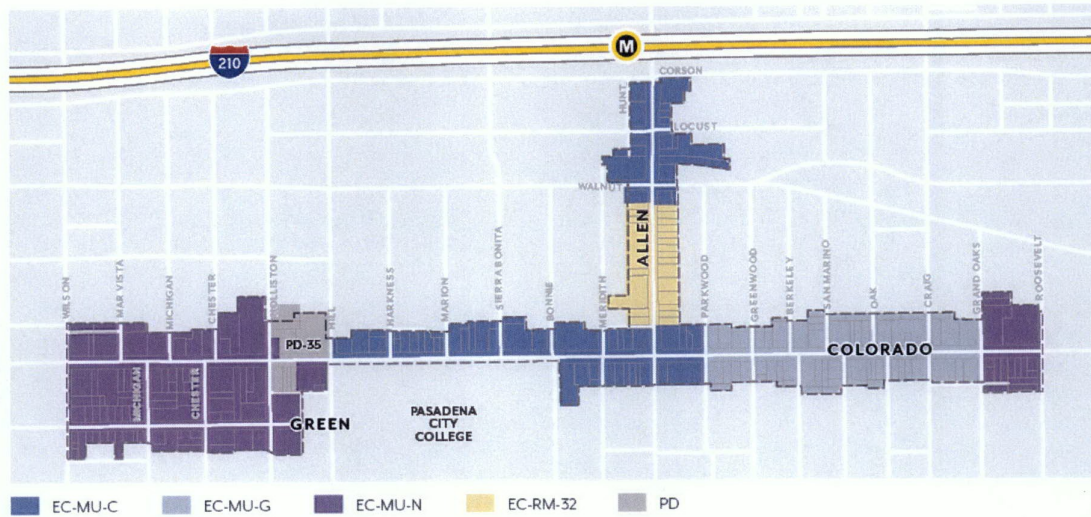 210
M
CORSON
HUNT
LOCUST
WALNUT
ALLEN
WILSON
MAR VISTA
MICHIGAN
CHESTER
HOLLISTON
HILL
HARKNESS
MARION
SIERRA BONITA
BONNIE
MEREDITH
PARKWOOD
GREENWOOD
BERKELEY
SAN MARINO
OAK
CRAIG
GRAND OAKS
ROOSEVELT
PD-35
COLORADO
MICHIGAN
CHESTER
GREEN
PASADENA
CITY
COLLEGE
EC-MU-C
EC-MU-G
EC-MU-N
EC-RM-32
PD